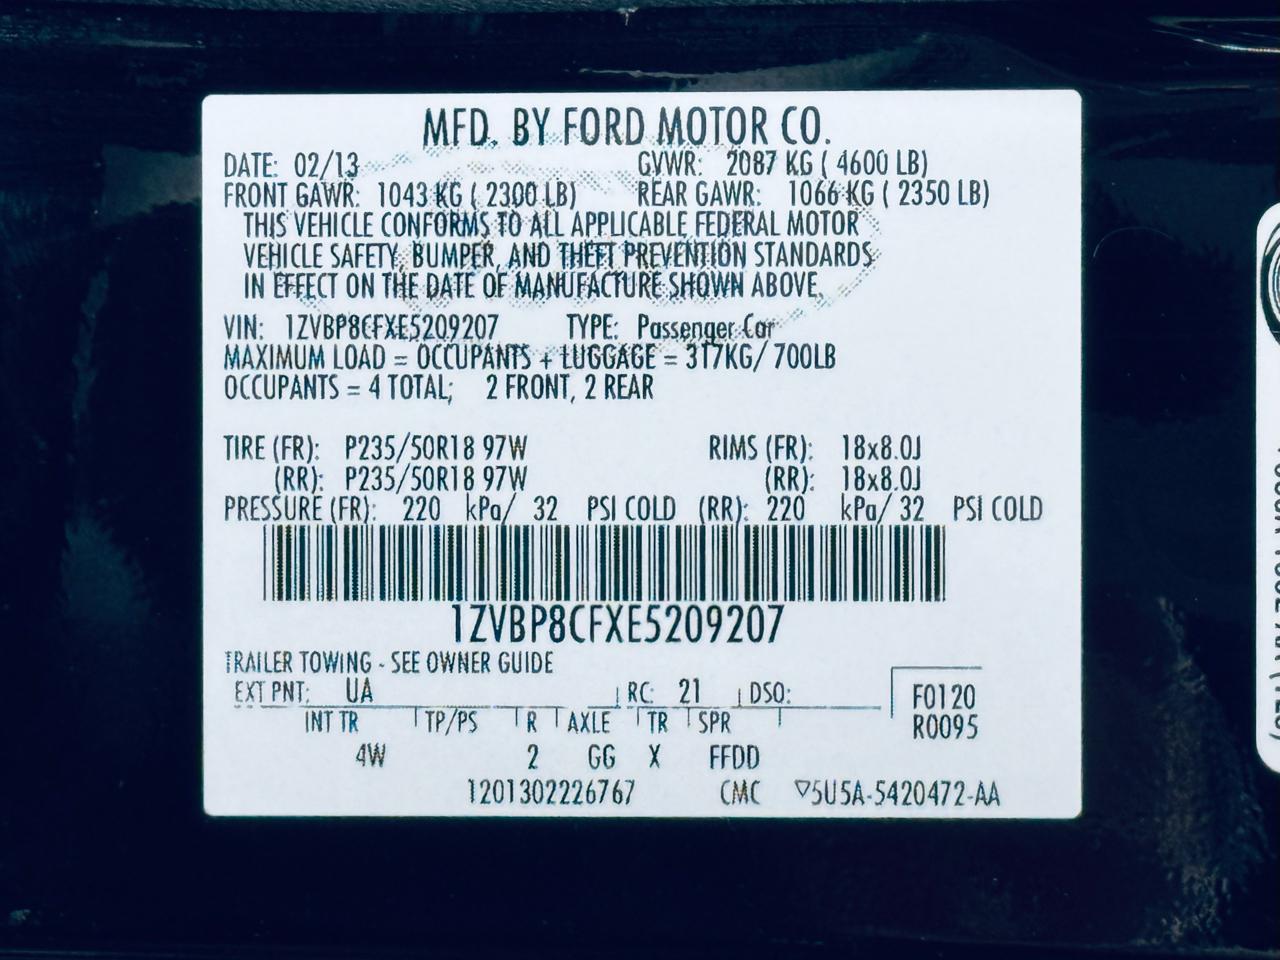 MFD. BY FORD MOTOR CO.
DATE: 02/13 GVWR: 2087 KG ( 4600 LB)
FRONT GAWR: 1043 KG ( 2300 LB) REAR GAWR: 1066 KG ( 2350 LB)
THIS VEHICLE CONFORMS TO ALL APPLICABLE FEDERAL MOTOR
VEHICLE SAFETY, BUMPER, AND THEFT PREVENTION STANDARDS
IN EFFECT ON THE DATE OF MANUFACTURE SHOWN ABOVE.
VIN: 1ZVBP8CFXE5209207 TYPE: Passenger Car
MAXIMUM LOAD = OCCUPANTS + LUGGAGE = 317KG/ 700LB
OCCUPANTS = 4 TOTAL; 2 FRONT, 2 REAR
TIRE (FR): P235/50R18 97W RIMS (FR): 18x8.0J
(RR): P235/50R18 97W (RR): 18x8.0J
PRESSURE (FR): 220 kPa/ 32 PSI COLD (RR): 220 kPa/ 32 PSI COLD
1ZVBP8CFXE5209207
TRAILER TOWING - SEE OWNER GUIDE
EXT PNT: UA RC: 21 DSO: F0120
INT TR TP/PS R AXLE TR SPR R0095
4W 2 GG X FFDD
1201302226767 CMC ▽5U5A-5420472-AA